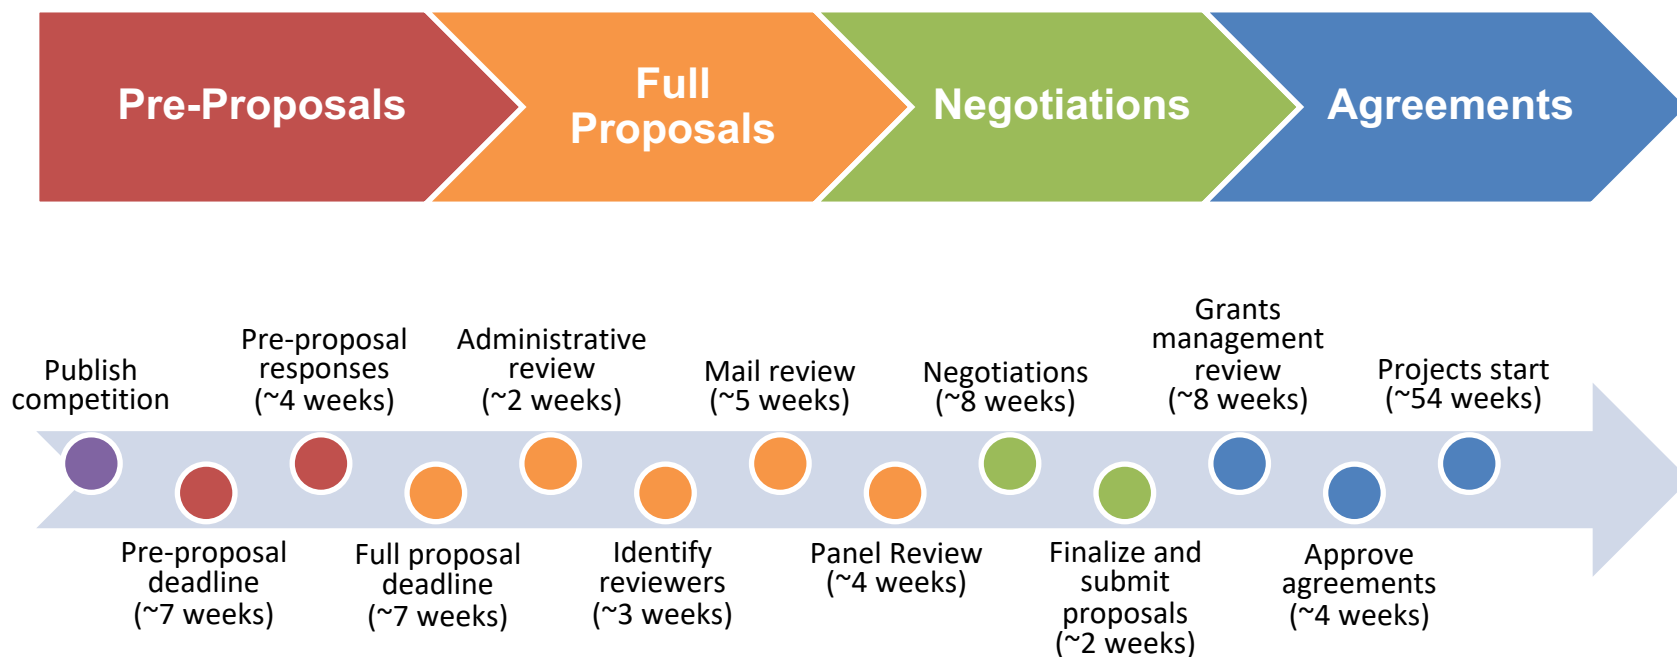 Pre-Proposals
Full
Proposals
Negotiations
Agreements
Publish
competition
Pre-proposal
deadline
(~7 weeks)
Pre-proposal
responses
(~4 weeks)
Full proposal
deadline
(~7 weeks)
Administrative
review
(~2 weeks)
Identify
reviewers
(~3 weeks)
Mail review
(~5 weeks)
Panel Review
(~4 weeks)
Negotiations
(~8 weeks)
Finalize and
submit
proposals
(~2 weeks)
Grants
management
review
(~8 weeks)
Approve
agreements
(~4 weeks)
Projects start
(~54 weeks)